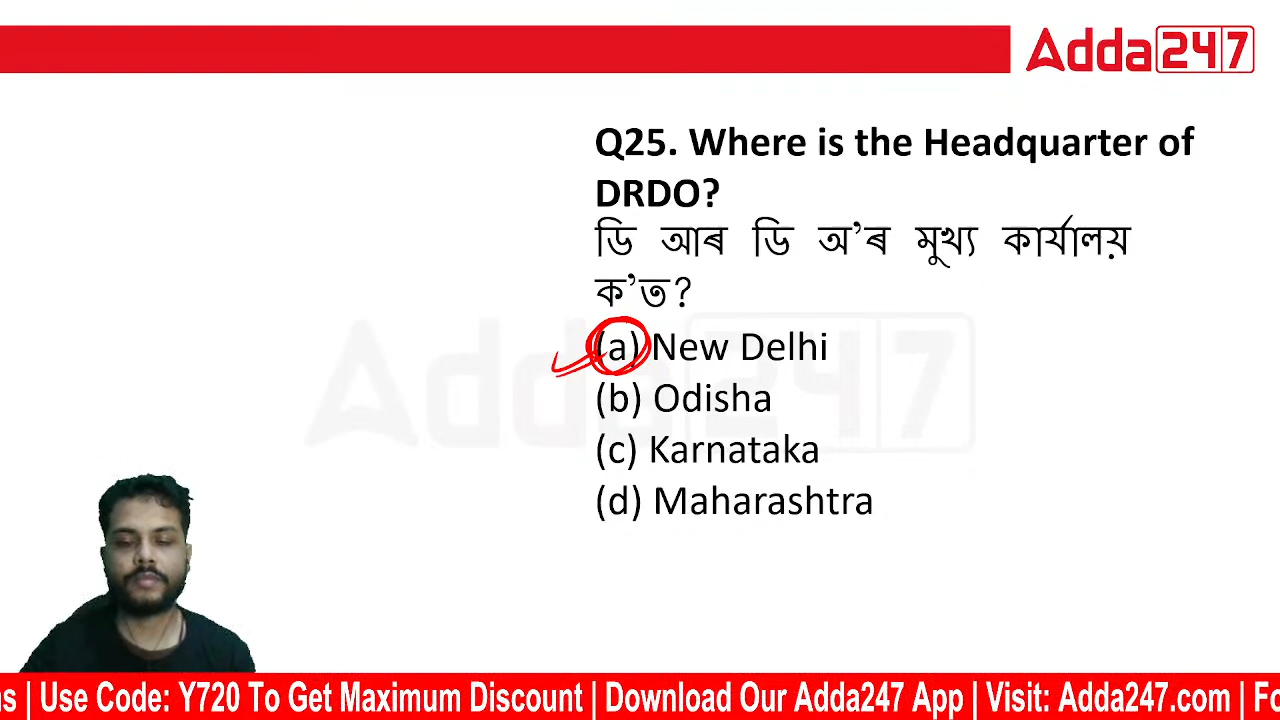 Adda247
Q25. Where is the Headquarter of
DRDO?
ডি আৰ ডি অ’ৰ মুখ্য কাৰ্যালয়
ক’ত?
(a) New Delhi
(b) Odisha
(c) Karnataka
(d) Maharashtra
ns | Use Code: Y720 To Get Maximum Discount | Download Our Adda247 App | Visit: Adda247.com | Fo